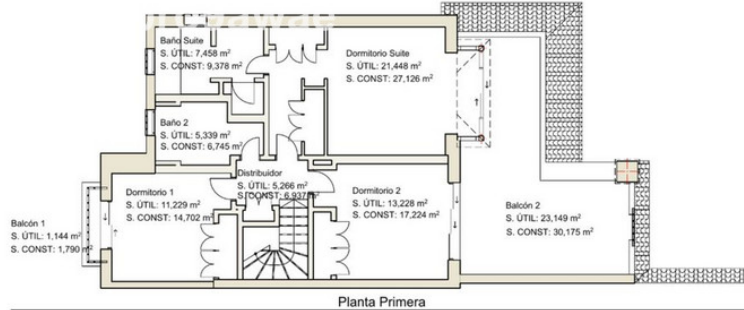 Baño Suite
S. ÚTIL: 7,458 m²
S. CONST: 9,378 m²
Dormitorio Suite
S. ÚTIL: 21,448 m²
S. CONST: 27,126 m²
Baño 2
S. ÚTIL: 5,339 m²
S. CONST: 6,745 m²
Distribuidor
S. ÚTIL: 5,266 m²
S. CONST: 6,937 m²
Dormitorio 1
S. ÚTIL: 11,229 m²
S. CONST: 14,702 m²
Dormitorio 2
S. ÚTIL: 13,228 m²
S. CONST: 17,224 m²
Balcón 2
S. ÚTIL: 23,149 m²
S. CONST: 30,175 m²
Balcón 1
S. ÚTIL: 1,144 m²
S. CONST: 1,790 m²
Planta Primera